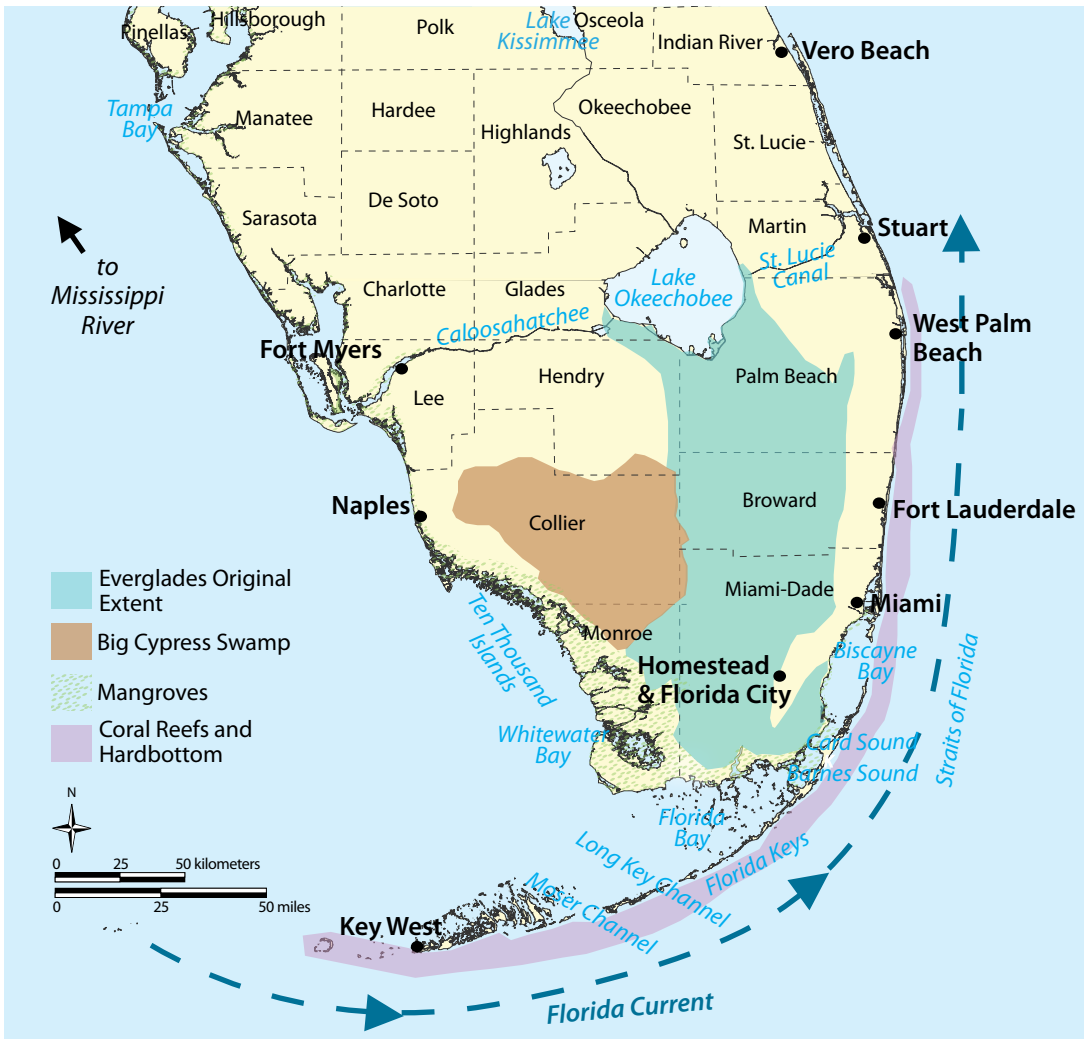 Pinellas
Hillsborough
Polk
Lake
Kissimmee
Osceola
Indian River
Vero Beach
Tampa
Bay
Manatee
Hardee
Highlands
Okeechobee
St. Lucie
De Soto
Sarasota
Martin
Stuart
to
Mississippi
River
St. Lucie
Canal
Charlotte
Glades
Lake
Okeechobee
Caloosahatchee
Fort Myers
West Palm
Beach
Lee
Hendry
Palm Beach
Naples
Collier
Broward
Fort Lauderdale
Everglades Original
Extent
Big Cypress Swamp
Mangroves
Coral Reefs and
Hardbottom
Miami-Dade
Miami
Ten Thousand
Islands
Monroe
Biscayne
Bay
Homestead
& Florida City
Whitewater
Bay
Card Sound
Barnes Sound
Straits of Florida
Florida
Bay
N
0 25 50 kilometers
0 25 50 miles
Long Key Channel
Florida Keys
Moser Channel
Key West
Florida Current